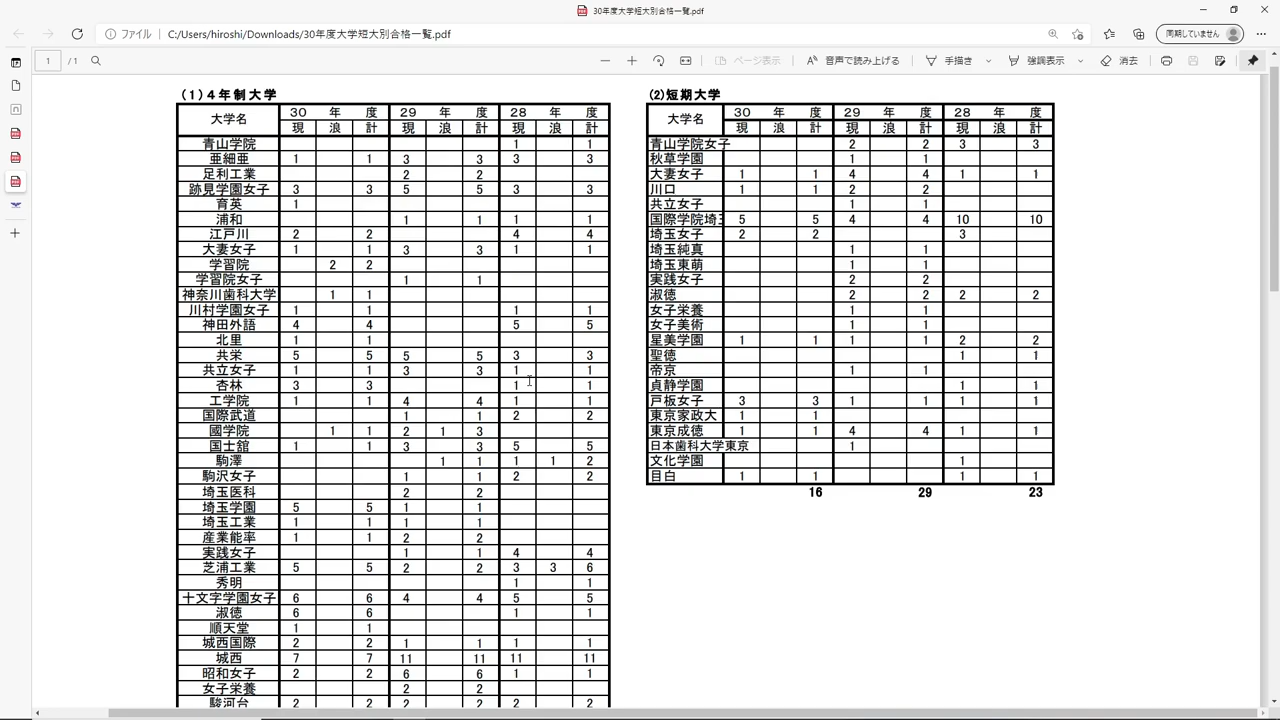 30年度大学短大別合格一覧.pdf
ファイル C:/Users/hiroshi/Downloads/30年度大学短大別合格一覧.pdf 同期していません
1 / 1 ページ表示 音声で読み上げる 手描き 強調表示 消去
(1)4年制大学
大学名 30 年 度 29 年 度 28 年 度
現 浪 計 現 浪 計 現 浪 計
青山学院 1 1
亜細亜 1 1 3 3 3 3
足利工業 2 2
跡見学園女子 3 3 5 5 3 3
育英 1
浦和 1 1 1 1
江戸川 2 2 4 4
大妻女子 1 1 3 3 1 1
学習院 2 2
学習院女子 1 1
神奈川歯科大学 1 1
川村学園女子 1 1 1 1
神田外語 4 4 5 5
北里 1 1
共栄 5 5 5 5 3 3
共立女子 1 1 3 3 1 1
杏林 3 3 1 1
工学院 1 1 4 4 1 1
国際武道 1 1 2 2
國學院 1 1 2 1 3
国士舘 1 1 3 3 5 5
駒澤 1 1 1 1 2
駒沢女子 1 1 2 2
埼玉医科 2 2
埼玉学園 5 5 1 1
埼玉工業 1 1 1 1
産業能率 1 1 2 2
実践女子 1 1 4 4
芝浦工業 5 5 2 2 3 3 6
秀明 1 1
十文字学園女子 6 6 4 4 5 5
淑徳 6 6 1 1
順天堂 1 1
城西国際 2 2 1 1 1 1
城西 7 7 11 11 11 11
昭和女子 2 2 6 6 1 1
女子栄養 2 2
駿河台 2 2 2 2 2 2
(2)短期大学
大学名 30 年 度 29 年 度 28 年 度
現 浪 計 現 浪 計 現 浪 計
青山学院女子 2 2 3 3
秋草学園 1 1
大妻女子 1 1 4 4 1 1
川口 1 1 2 2
共立女子 1 1
国際学院埼玉 5 5 4 4 10 10
埼玉女子 2 2 3
埼玉純真 1 1
埼玉東萌 1 1
実践女子 2 2
淑徳 2 2 2 2
女子栄養 1 1
女子美術 1 1
星美学園 1 1 1 1 2 2
聖徳 1 1
帝京 1 1
貞静学園 1 1
戸板女子 3 3 1 1 1 1
東京家政大 1 1
東京成徳 1 1 4 4 1 1
日本歯科大学東京 1
文化学園 1
目白 1 1 1 1
16 29 23